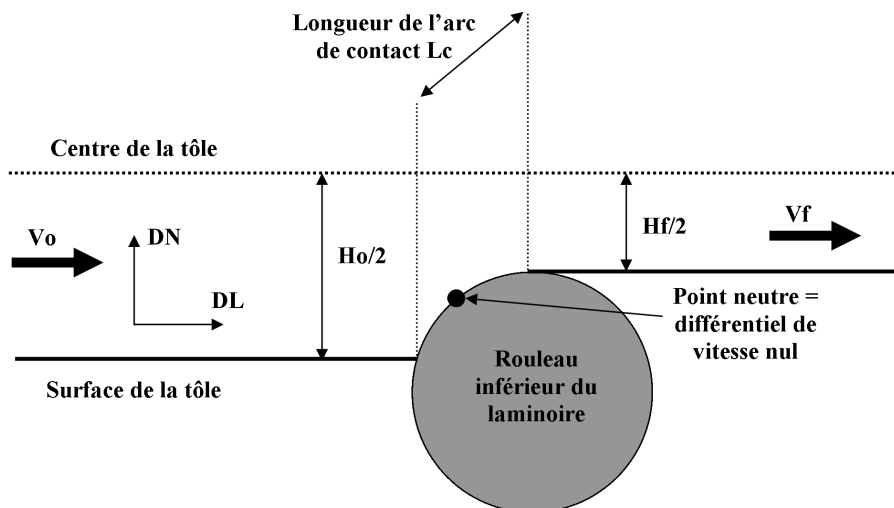 Longueur de l'arc
de contact Lc
Centre de la tôle
Vo
DN
DL
Ho/2
Hf/2
Vf
Point neutre =
différentiel de
vitesse nul
Surface de la tôle
Rouleau
inférieur du
laminoire